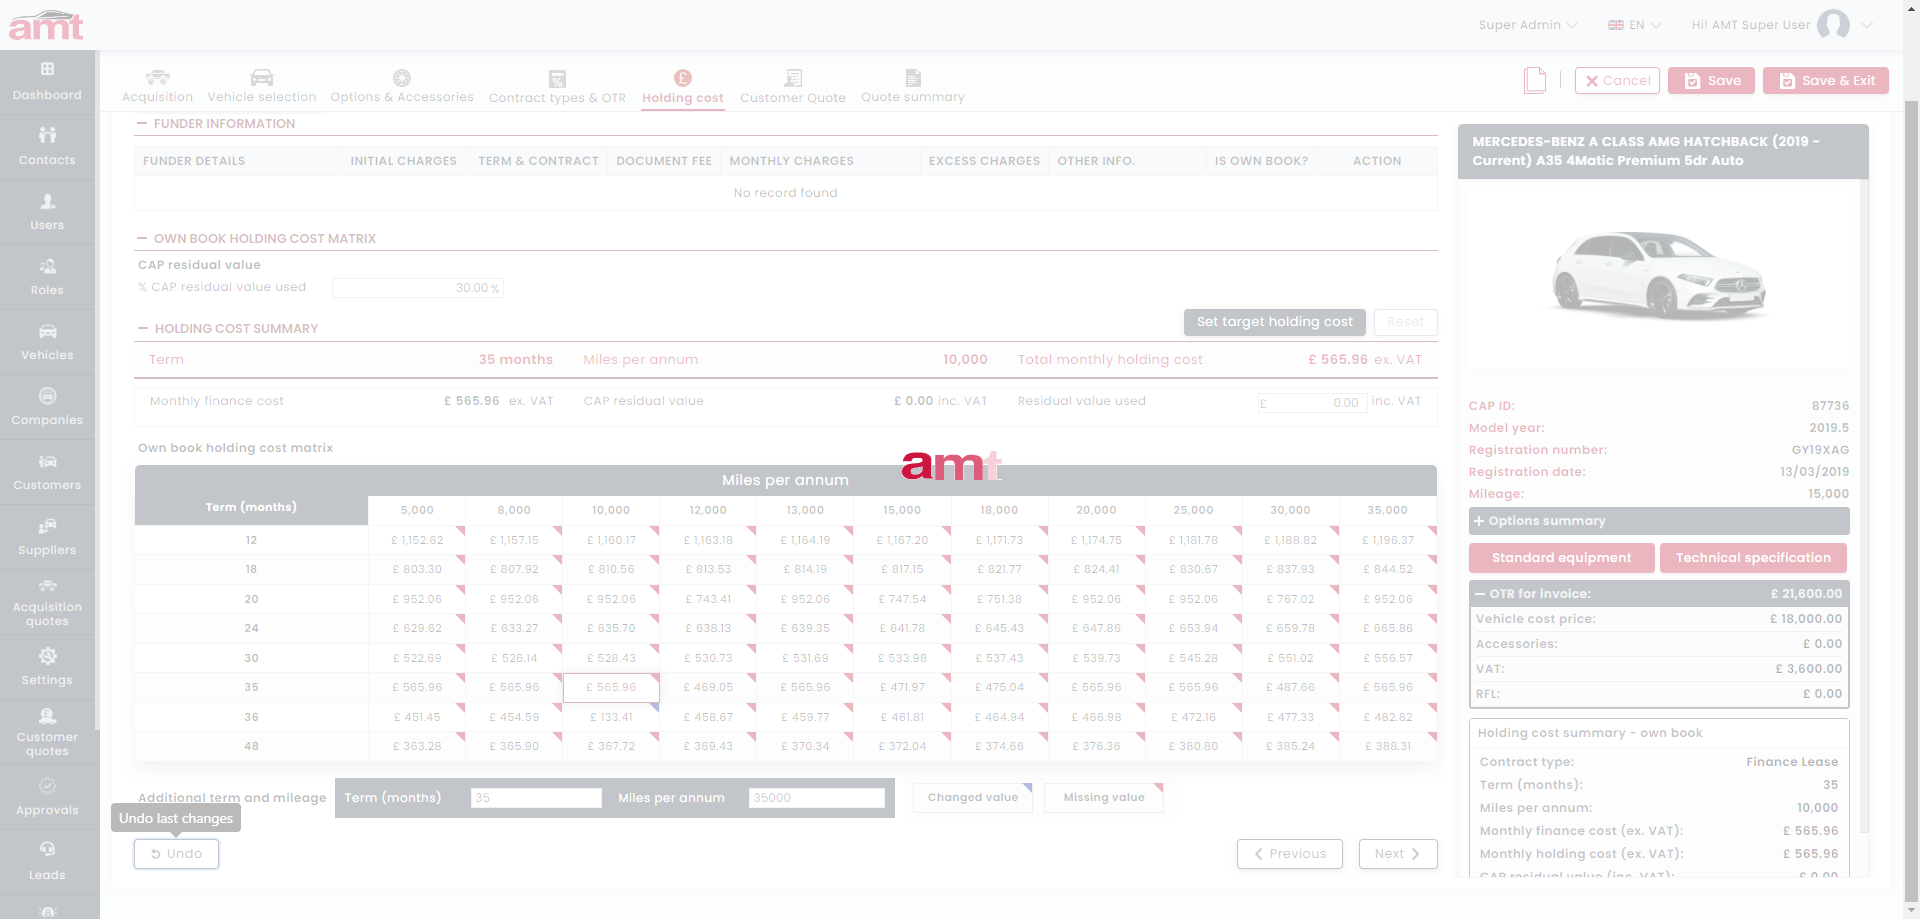 amt
Super Admin
EN
Hi! AMT Super User
Dashboard
Contacts
Users
Roles
Vehicles
Companies
Customers
Suppliers
Acquisition quotes
Settings
Customer quotes
Approvals
Leads
Acquisition
Vehicle selection
Options & Accessories
Contract types & OTR
Holding cost
Customer Quote
Quote summary
Cancel
Save
Save & Exit
FUNDER INFORMATION
FUNDER DETAILS INITIAL CHARGES TERM & CONTRACT DOCUMENT FEE MONTHLY CHARGES EXCESS CHARGES OTHER INFO. IS OWN BOOK? ACTION
No record found
OWN BOOK HOLDING COST MATRIX
CAP residual value
% CAP residual value used 30.00 %
HOLDING COST SUMMARY
Set target holding cost
Reset
Term 35 months Miles per annum 10,000 Total monthly holding cost £ 565.96 ex. VAT
Monthly finance cost £ 565.96 ex. VAT CAP residual value £ 0.00 inc. VAT Residual value used £ 0.00 inc. VAT
Own book holding cost matrix
amt
Miles per annum
Term (months) 5,000 8,000 10,000 12,000 13,000 15,000 18,000 20,000 25,000 30,000 35,000
12 £ 1,152.62 £ 1,157.15 £ 1,160.17 £ 1,163.18 £ 1,164.19 £ 1,167.20 £ 1,171.73 £ 1,174.75 £ 1,181.78 £ 1,188.82 £ 1,196.37
18 £ 803.30 £ 807.92 £ 810.56 £ 813.53 £ 814.19 £ 817.15 £ 821.77 £ 824.41 £ 830.67 £ 837.93 £ 844.52
20 £ 952.06 £ 952.06 £ 952.06 £ 743.41 £ 952.06 £ 747.54 £ 751.38 £ 952.06 £ 952.06 £ 767.02 £ 952.06
24 £ 629.62 £ 633.27 £ 635.70 £ 638.13 £ 639.35 £ 641.78 £ 645.43 £ 647.86 £ 653.94 £ 659.78 £ 665.86
30 £ 522.69 £ 526.14 £ 528.43 £ 530.73 £ 531.69 £ 533.98 £ 537.43 £ 539.73 £ 545.28 £ 551.02 £ 556.57
35 £ 565.96 £ 565.96 £ 565.96 £ 469.05 £ 565.96 £ 471.97 £ 475.04 £ 565.96 £ 565.96 £ 487.66 £ 565.96
36 £ 451.45 £ 454.59 £ 133.41 £ 458.67 £ 459.77 £ 461.81 £ 464.94 £ 466.98 £ 472.16 £ 477.33 £ 482.82
48 £ 363.28 £ 365.90 £ 367.72 £ 369.43 £ 370.34 £ 372.04 £ 374.66 £ 376.36 £ 380.80 £ 385.24 £ 388.31
Additional term and mileage Term (months) 35 Miles per annum 35000 Changed value Missing value
Undo last changes
Undo
Previous
Next
MERCEDES-BENZ A CLASS AMG HATCHBACK (2019 -
Current) A35 4Matic Premium 5dr Auto
CAP ID: 87736
Model year: 2019.5
Registration number: GY19XAG
Registration date: 13/03/2019
Mileage: 15,000
Options summary
Standard equipment
Technical specification
OTR for invoice: £ 21,600.00
Vehicle cost price: £ 18,000.00
Accessories: £ 0.00
VAT: £ 3,600.00
RFL: £ 0.00
Holding cost summary - own book
Contract type: Finance Lease
Term (months): 35
Miles per annum: 10,000
Monthly finance cost (ex. VAT): £ 565.96
Monthly holding cost (ex. VAT): £ 565.96
CAP residual value (inc. VAT): £ 0.00